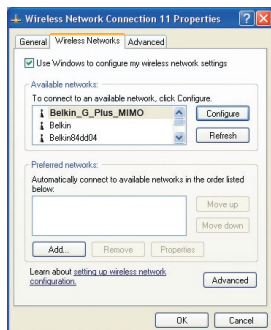 Wireless Network Connection 11 Properties
General Wireless Networks Advanced
Use Windows to configure my wireless network settings
Available networks:
To connect to an available network, click Configure.
Belkin_G_Plus_MIMO
Configure
Belkin
Belkin84dd04
Refresh
Preferred networks:
Automatically connect to available networks in the order listed
below:
Move up
Move down
Add... Remove Properties
Learn about setting up wireless network
configuration.
Advanced
OK Cancel